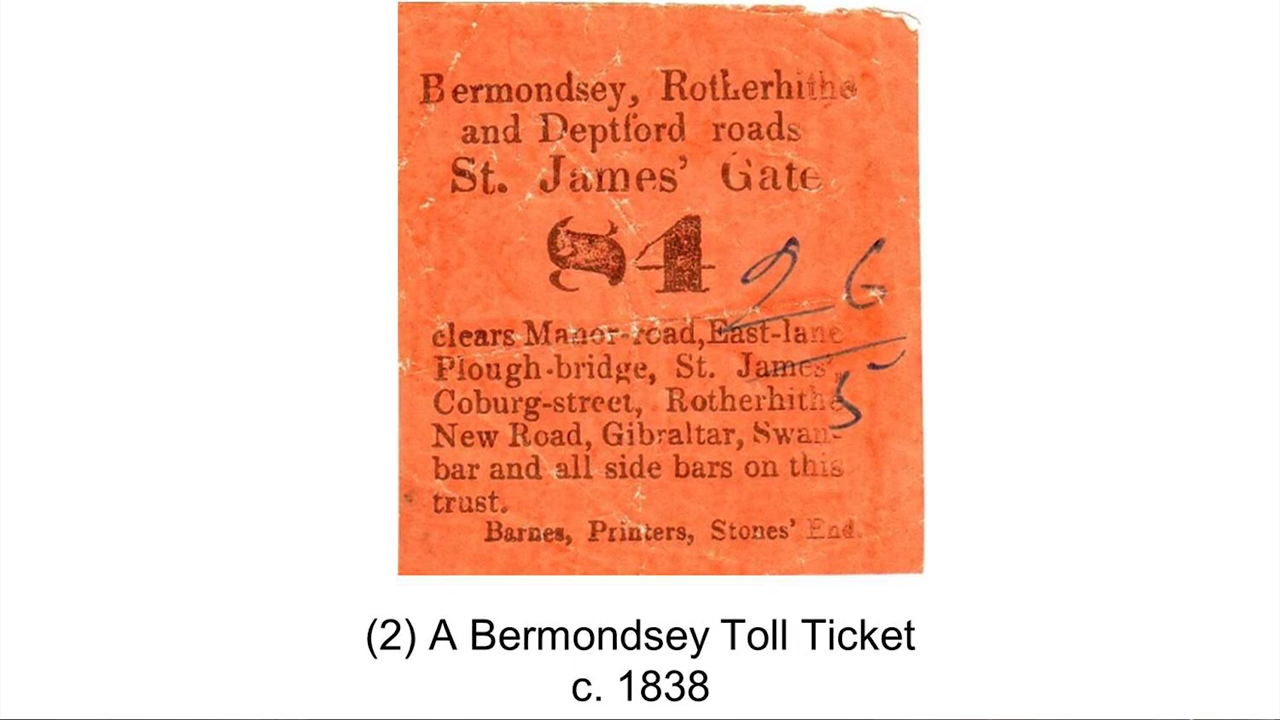 Bermondsey, Rotherhithe
and Deptford roads
St. James' Gate
84
26
clears Manor-road, East-lane
Plough-bridge, St. James',
Coburg-street, Rotherhithe
5
New Road, Gibraltar, Swan-
bar and all side bars on this
trust.
Barnes, Printers, Stones' End.
(2) A Bermondsey Toll Ticket
c. 1838